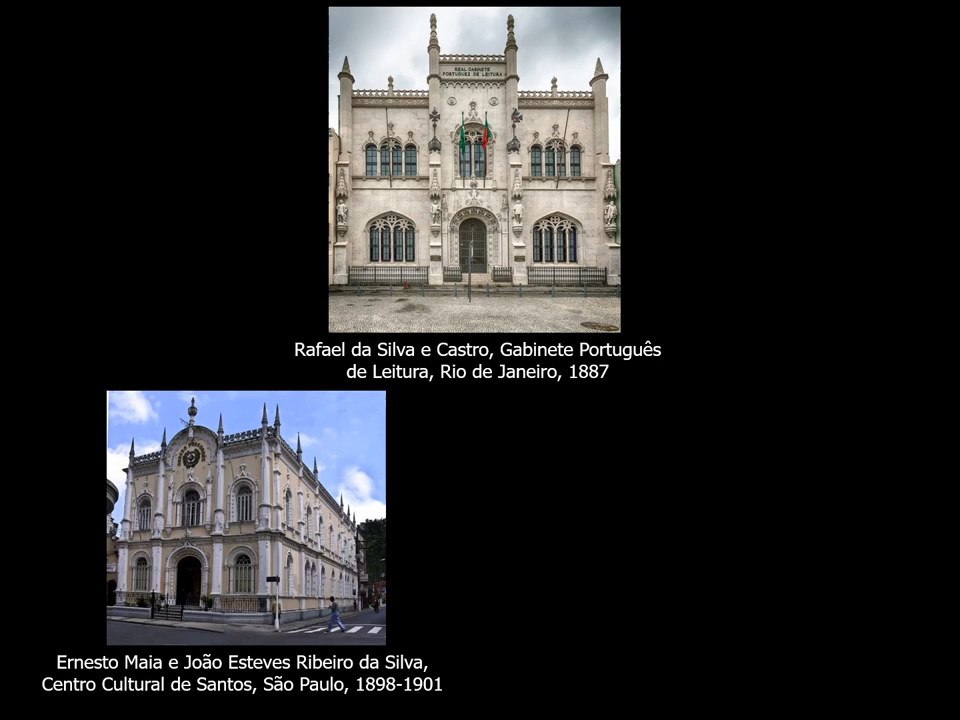 REAL GABINETE
PORTUGUEZ DE LEITURA
Rafael da Silva e Castro, Gabinete Português
de Leitura, Rio de Janeiro, 1887
Ernesto Maia e João Esteves Ribeiro da Silva,
Centro Cultural de Santos, São Paulo, 1898-1901